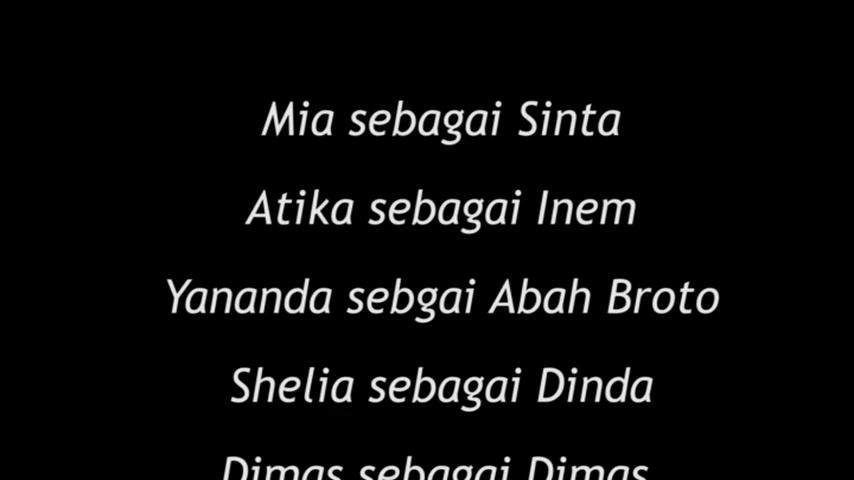 Mia sebagai Sinta
Atika sebagai Inem
Yananda sebgai Abah Broto
Shelia sebagai Dinda
Dimas sebagai Dimas